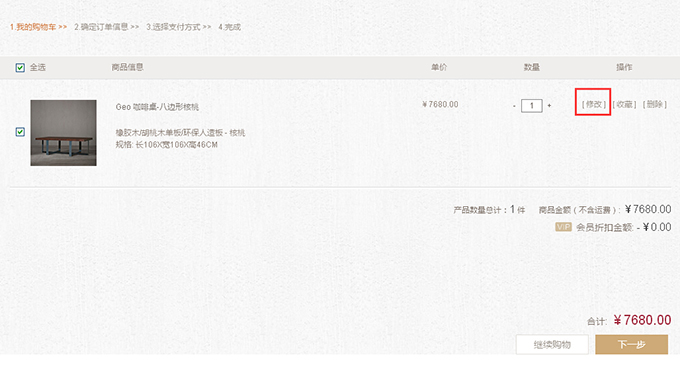 1.我的购物车 >> 2.确定订单信息 >> 3.选择支付方式 >> 4.完成
全选 商品信息 单价 数量 操作
Geo 咖啡桌-八边形核桃 ￥7680.00 - 1 + [ 修改 ] [ 收藏 ] [ 删除 ]
橡胶木/胡桃木单板/环保人造板 - 核桃
规格: 长106X宽106X高46CM
产品数量总计：1 件 商品金额（不含运费）: ￥7680.00
VIP 会员折扣金额: - ￥0.00
合计: ￥7680.00
继续购物 下一步